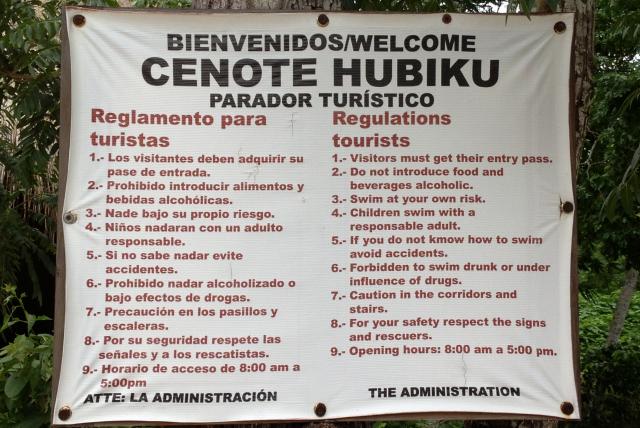 BIENVENIDOS/WELCOME
CENOTE HUBIKU
PARADOR TURÍSTICO
Reglamento para
turistas
1.- Los visitantes deben adquirir su
pase de entrada.
2.- Prohibido introducir alimentos y
bebidas alcohólicas.
3.- Nade bajo su propio riesgo.
4.- Niños nadaran con un adulto
responsable.
5.- Si no sabe nadar evite
accidentes.
6.- Prohibido nadar alcoholizado o
bajo efectos de drogas.
7.- Precaución en los pasillos y
escaleras.
8.- Por su seguridad respete las
señales y a los rescatistas.
9.- Horario de acceso de 8:00 am a
5:00pm
ATTE: LA ADMINISTRACIÓN
Regulations
tourists
1.- Visitors must get their entry pass.
2.- Do not introduce food and
beverages alcoholic.
3.- Swim at your own risk.
4.- Children swim with a
responsable adult.
5.- If you do not kmow how to swim
avoid accidents.
6.- Forbidden to swim drunk or under
influence of drugs.
7.- Caution in the corridors and
stairs.
8.- For your safety respect the signs
and rescuers.
9.- Opening hours: 8:00 am a 5:00 pm.
THE ADMINISTRATION